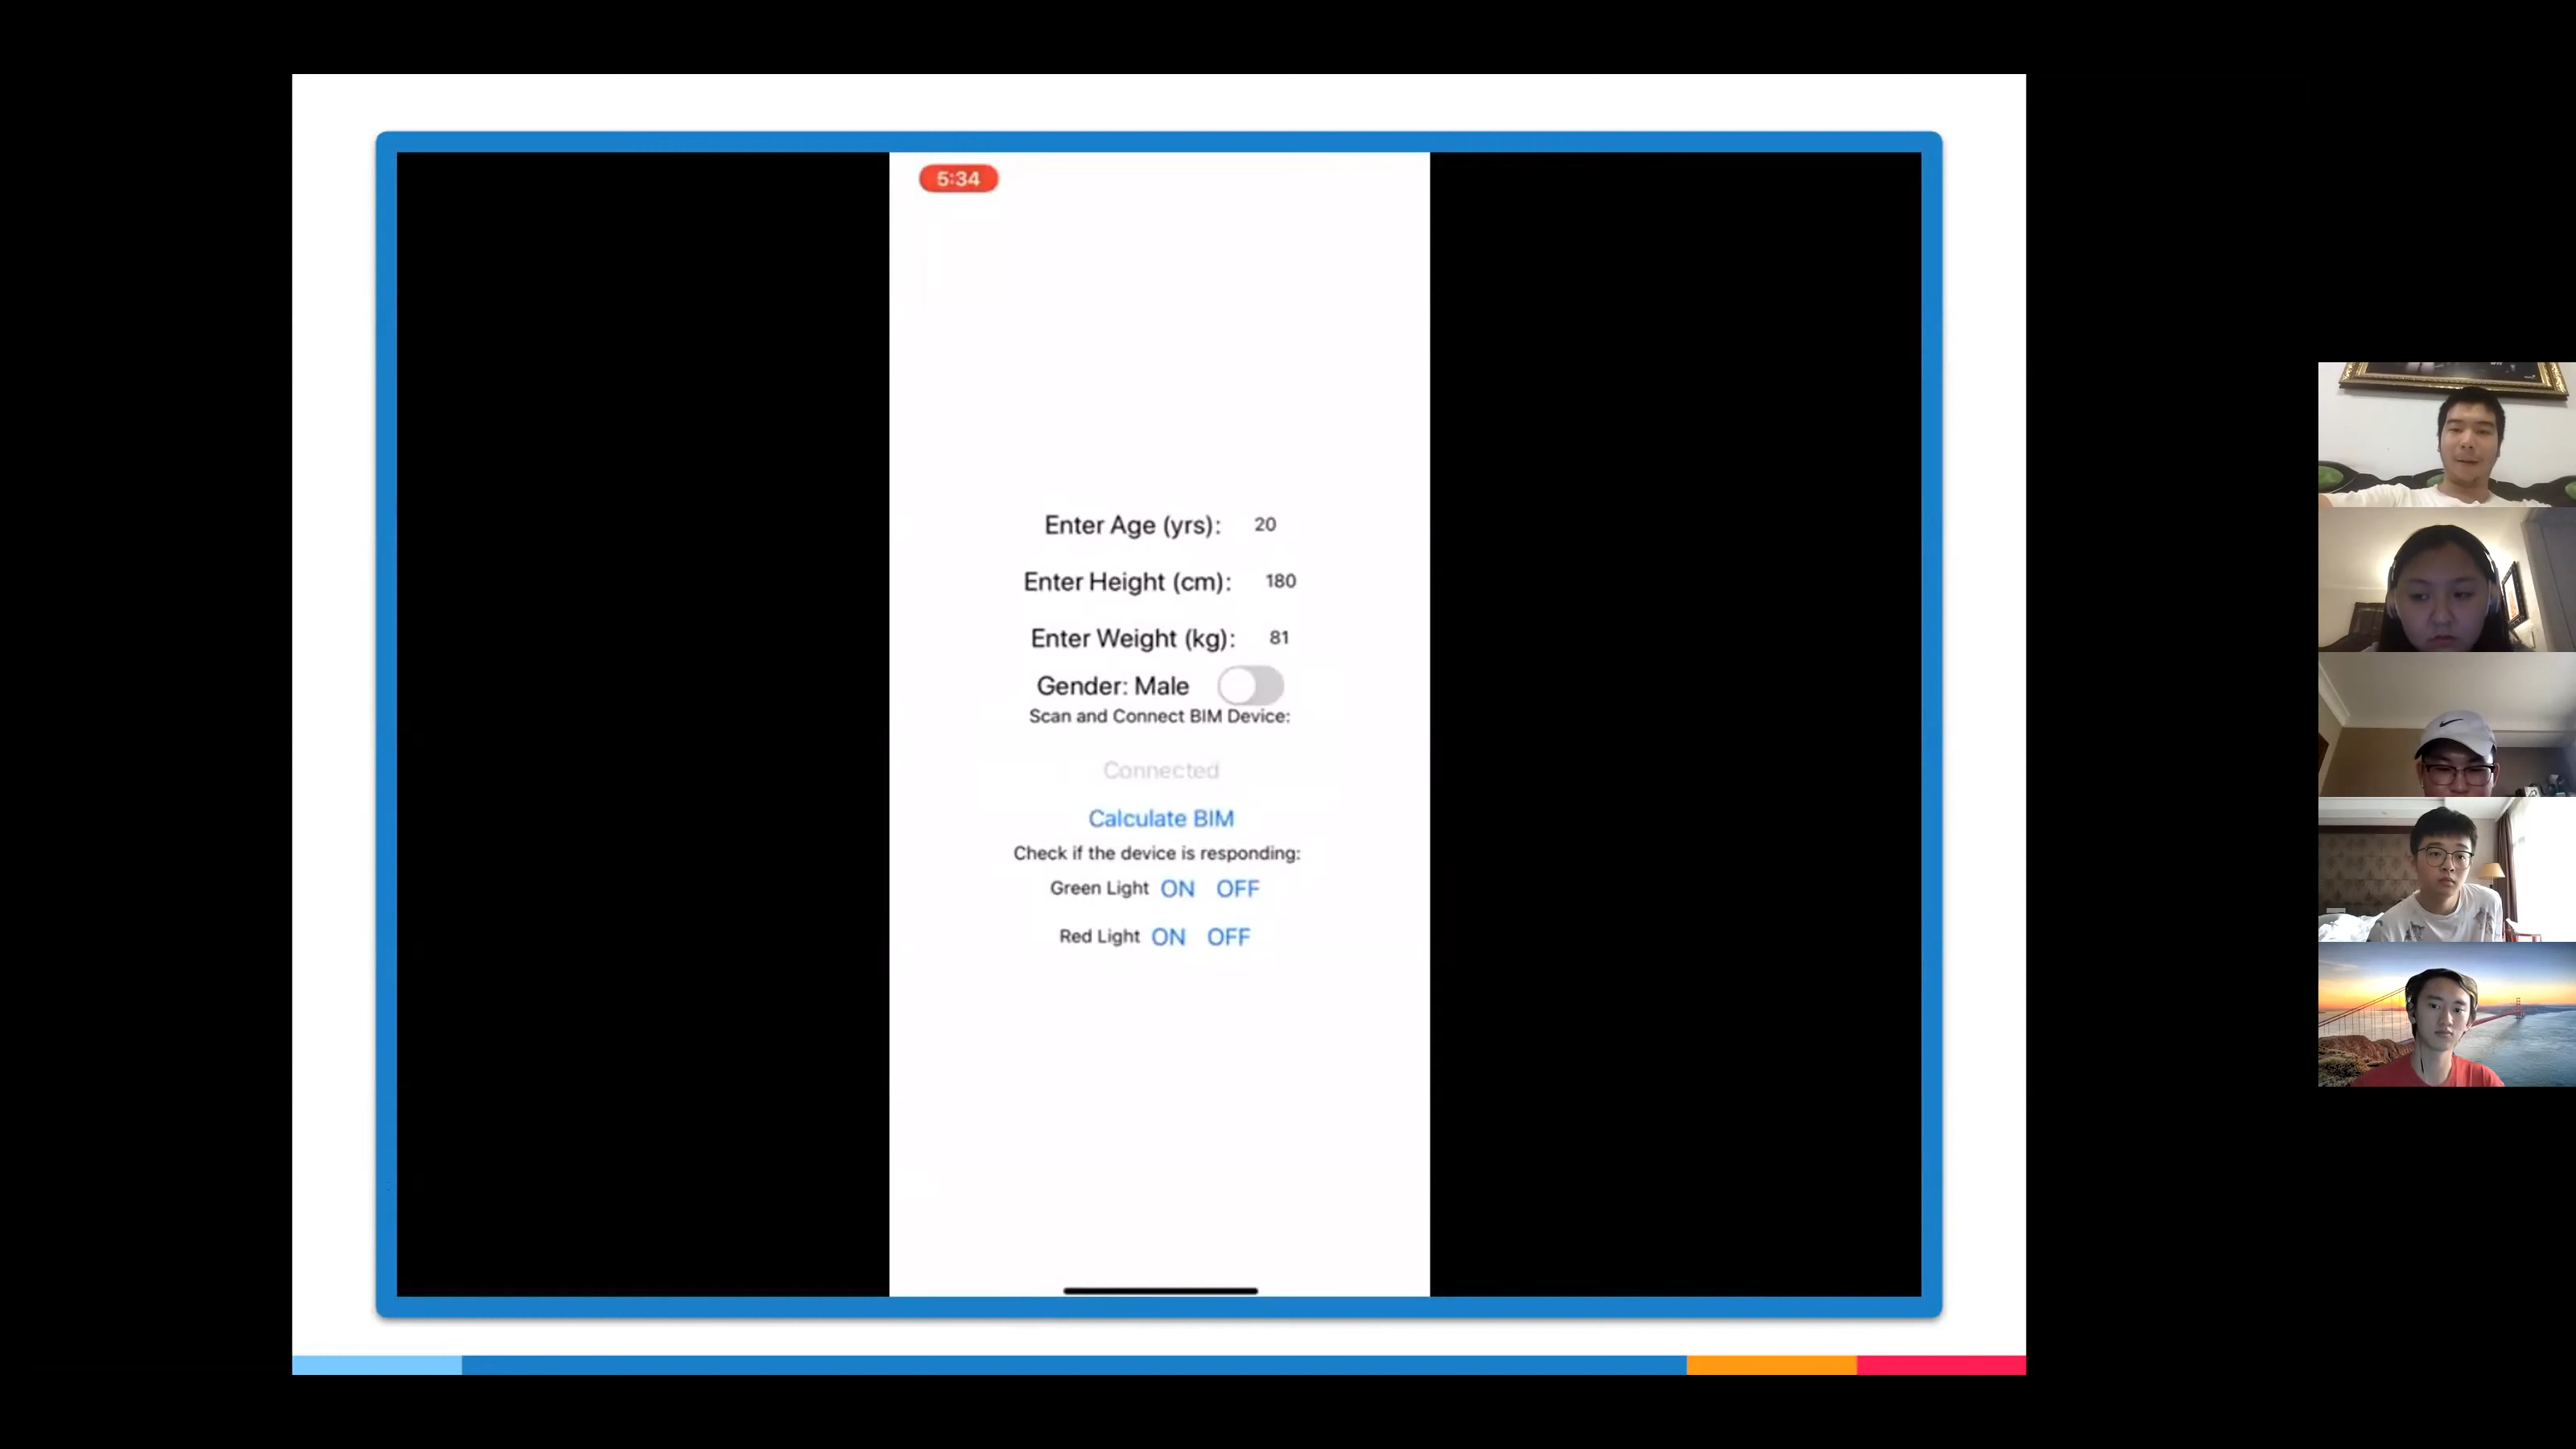 5:34
Enter Age (yrs): 20
Enter Height (cm): 180
Enter Weight (kg): 81
Gender: Male
Scan and Connect BIM Device:
Connected
Calculate BIM
Check if the device is responding:
Green Light ON OFF
Red Light ON OFF